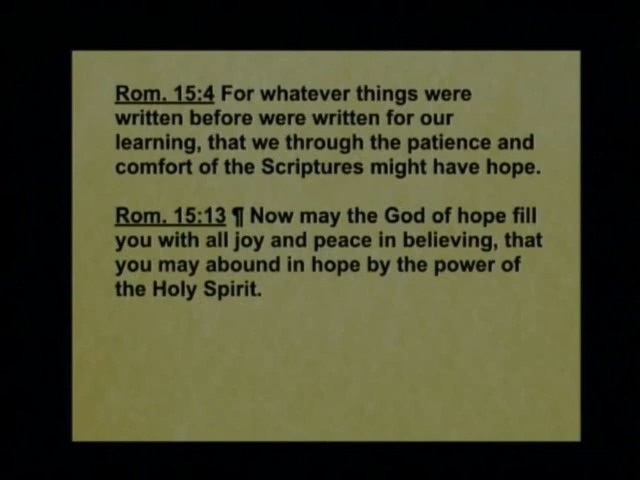 Rom. 15:4 For whatever things were
written before were written for our
learning, that we through the patience and
comfort of the Scriptures might have hope.
Rom. 15:13 ¶ Now may the God of hope fill
you with all joy and peace in believing, that
you may abound in hope by the power of
the Holy Spirit.